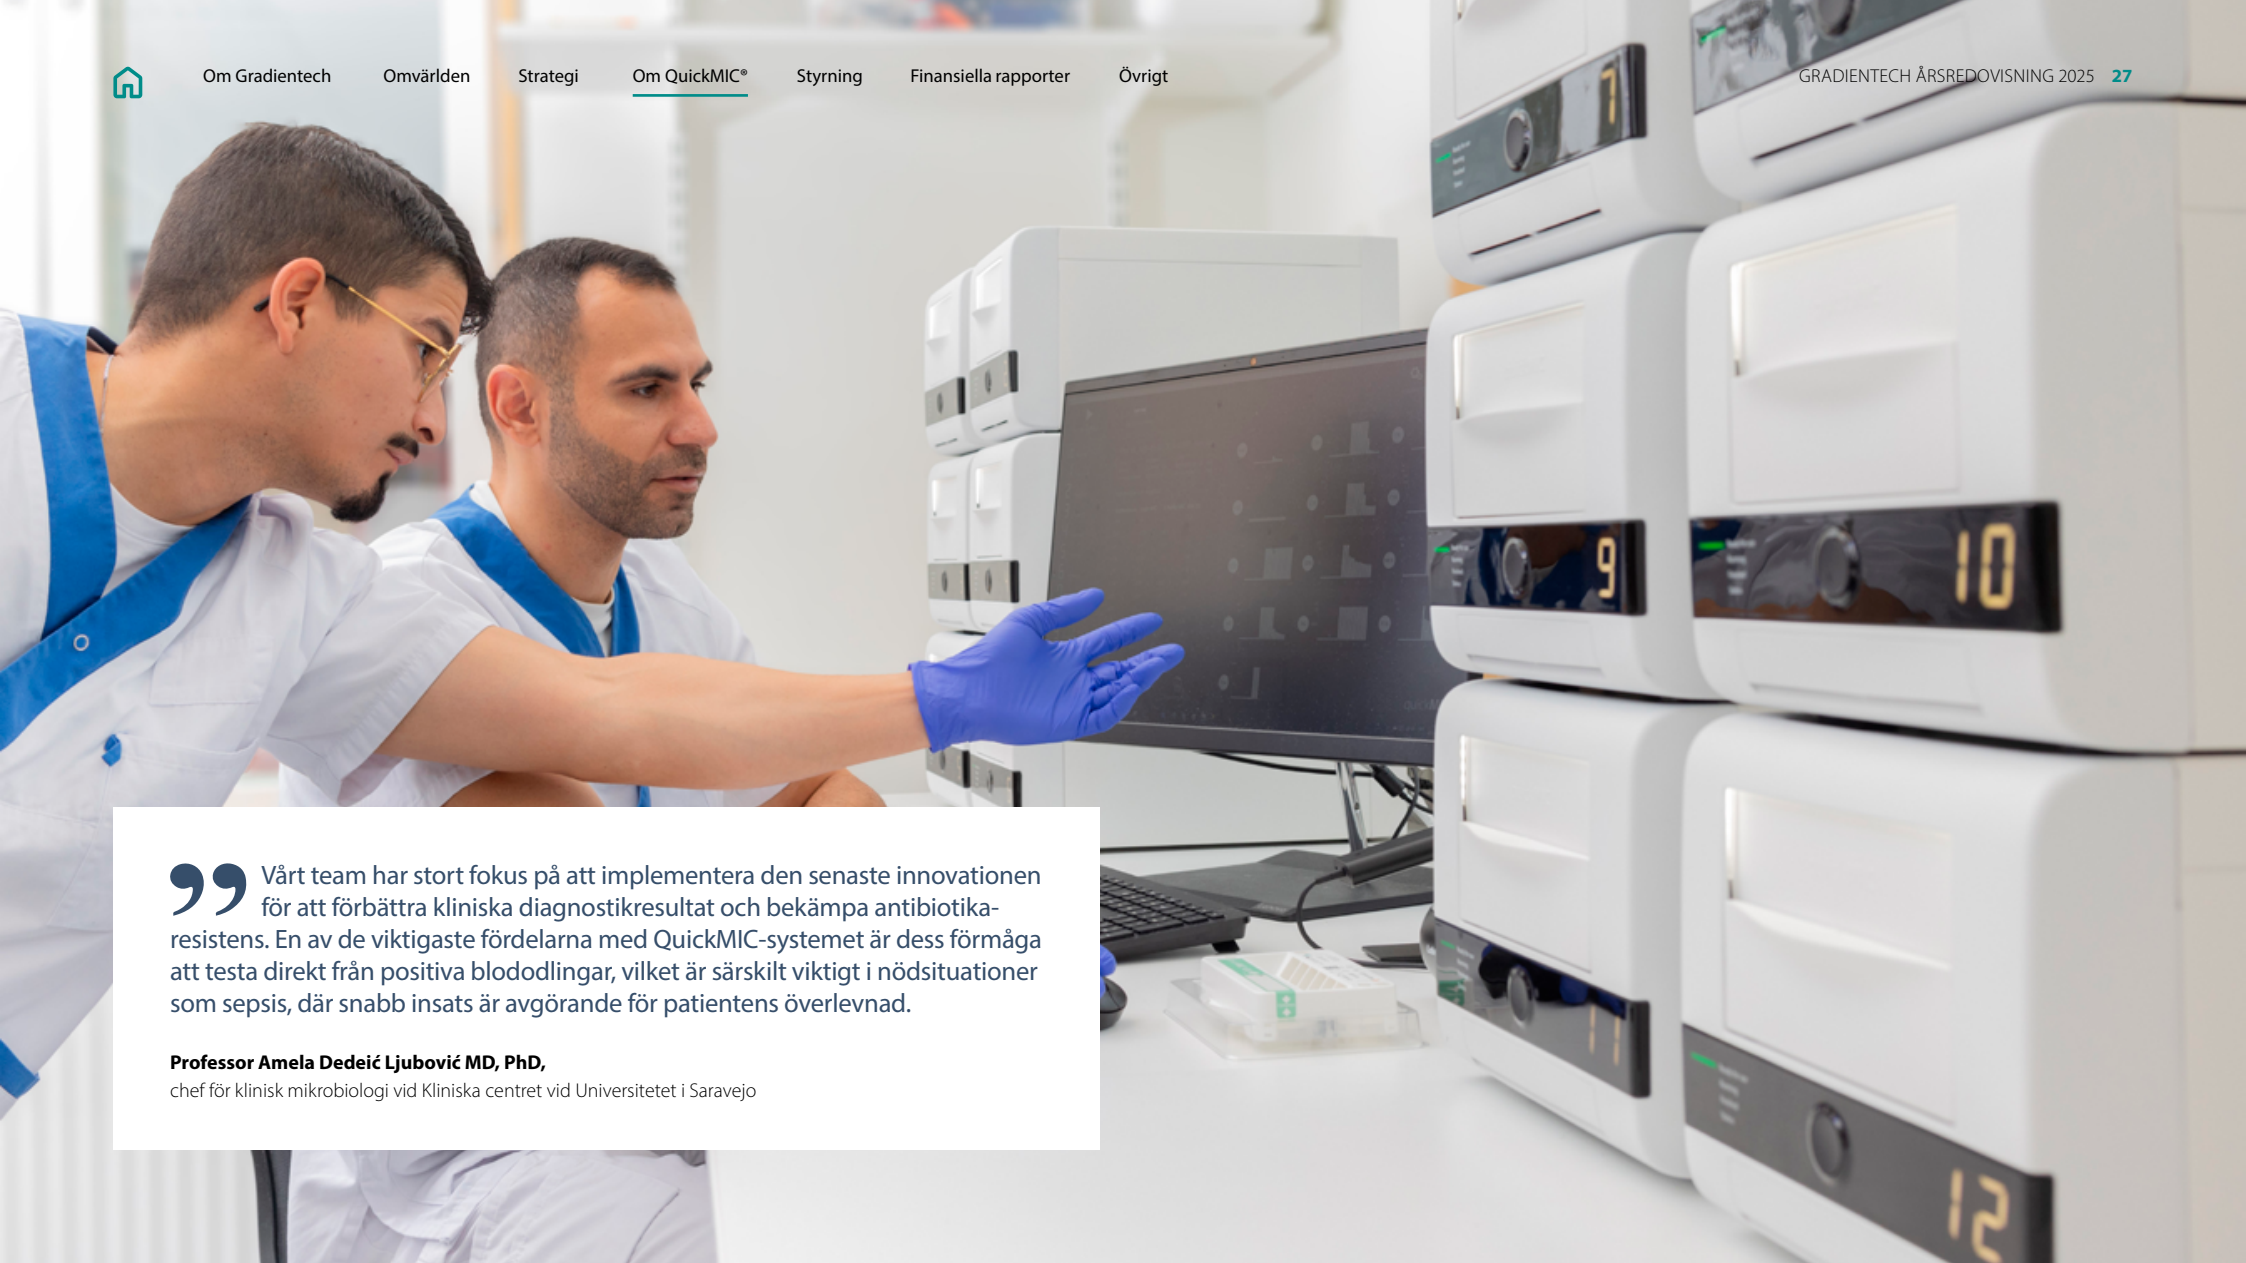 Om Gradientech Omvärlden Strategi Om QuickMIC® Styrning Finansiella rapporter Övrigt
GRADIENTECH ÅRSREDOVISNING 2025 27
7
9
10
11
12
”Vårt team har stort fokus på att implementera den senaste innovationen
för att förbättra kliniska diagnostikresultat och bekämpa antibiotika-
resistens. En av de viktigaste fördelarna med QuickMIC-systemet är dess förmåga
att testa direkt från positiva blododlingar, vilket är särskilt viktigt i nödsituationer
som sepsis, där snabb insats är avgörande för patientens överlevnad.
Professor Amela Dedeić Ljubović MD, PhD,
chef för klinisk mikrobiologi vid Kliniska centret vid Universitetet i Saravejo